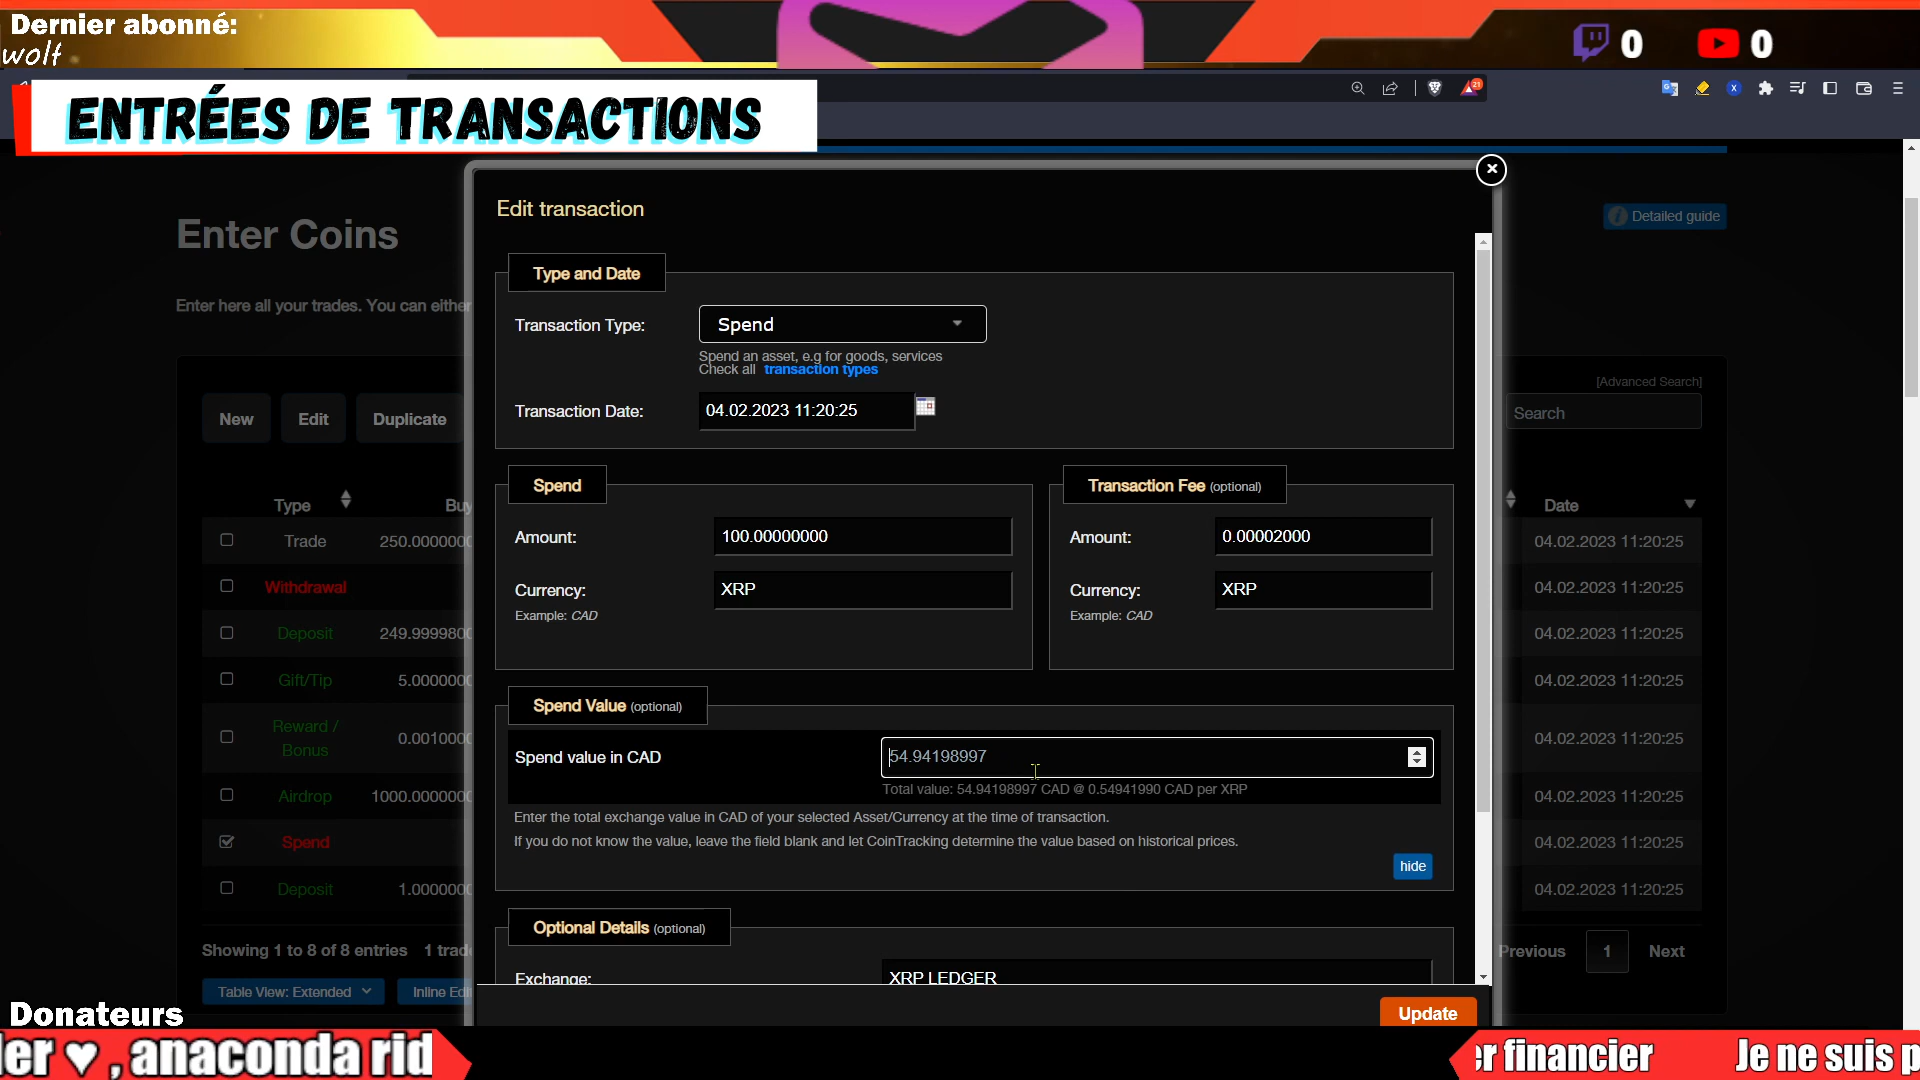 Dernier abonné:
wolf
0
0
21
ENTRÉES DE TRANSACTIONS
Enter Coins
Detailed guide
Enter here all your trades. You can either
[Advanced Search]
Search
New
Edit
Duplicate
Type
Buy
Date
Trade
250.0000000
04.02.2023 11:20:25
Withdrawal
04.02.2023 11:20:25
Deposit
249.9999800
04.02.2023 11:20:25
Gift/Tip
5.0000000
04.02.2023 11:20:25
Reward /
Bonus
0.0010000
04.02.2023 11:20:25
Airdrop
1000.0000000
04.02.2023 11:20:25
Spend
04.02.2023 11:20:25
Deposit
1.0000000
04.02.2023 11:20:25
Showing 1 to 8 of 8 entries
1 trad
Previous
1
Next
Table View: Extended
Inline Edi
Edit transaction
Type and Date
Transaction Type:
Spend
Spend an asset, e.g for goods, services
Check all transaction types
Transaction Date:
04.02.2023 11:20:25
Spend
Amount:
100.00000000
Currency:
XRP
Example: CAD
Transaction Fee (optional)
Amount:
0.00002000
Currency:
XRP
Example: CAD
Spend Value (optional)
Spend value in CAD
54.94198997
Total value: 54.94198997 CAD @ 0.54941990 CAD per XRP
Enter the total exchange value in CAD of your selected Asset/Currency at the time of transaction.
If you do not know the value, leave the field blank and let CoinTracking determine the value based on historical prices.
hide
Optional Details (optional)
Exchange:
XRP LEDGER
Update
Donateurs
ler ♥, anaconda rid
er financier
Je ne suis p